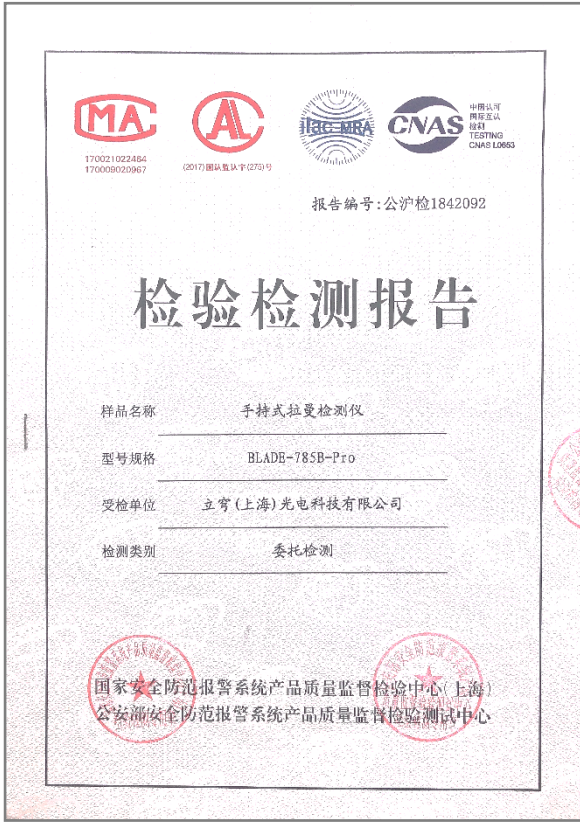 MA
170021022464
170009020967
AL
(2017)国认监认字(275)号
ilac-MRA
CNAS
中国认可
国际互认
检测
TESTING
CNAS L0653
报告编号:公沪检1842092
检验检测报告
样品名称 手持式拉曼检测仪
型号规格 BLADE-785B-Pro
受检单位 立穹(上海)光电科技有限公司
检测类别 委托检测
国家安全防范报警系统产品质量监督检验中心(上海)
公安部安全防范报警系统产品质量监督检验测试中心